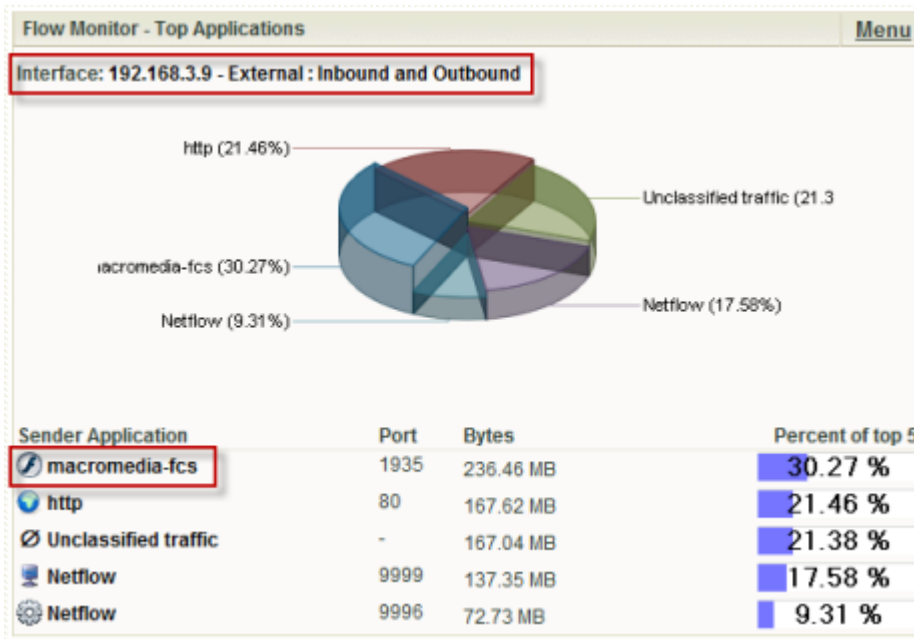 Flow Monitor - Top Applications Menu
Interface: 192.168.3.9 - External : Inbound and Outbound
http (21.46%)
Unclassified traffic (21.3
acromedia-fcs (30.27%)
Netflow (17.58%)
Netflow (9.31%)
Sender Application Port Bytes Percent of top 5
macromedia-fcs 1935 236.46 MB 30.27 %
http 80 167.62 MB 21.46 %
Unclassified traffic - 167.04 MB 21.38 %
Netflow 9999 137.35 MB 17.58 %
Netflow 9996 72.73 MB 9.31 %